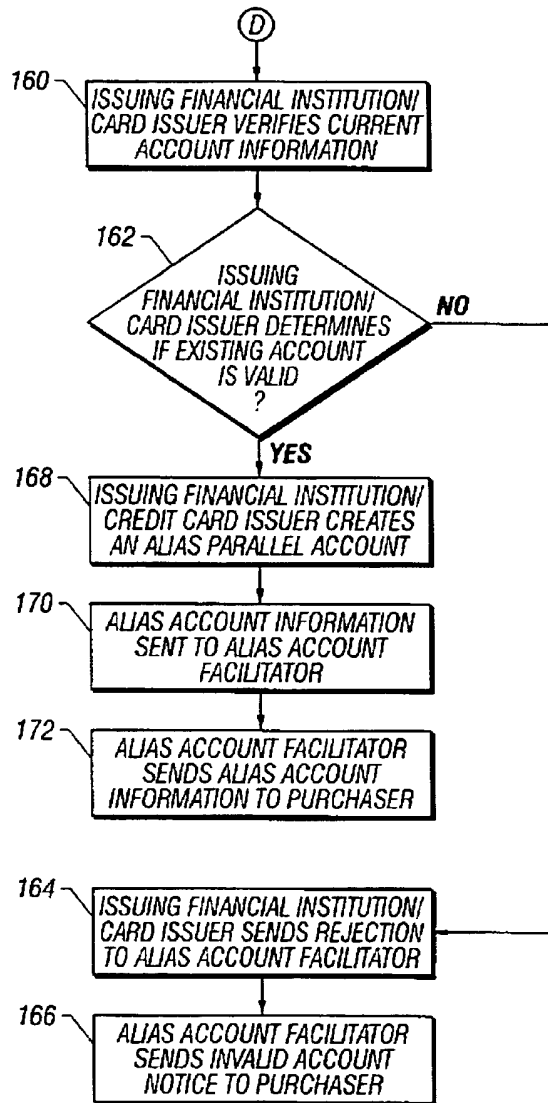 D
160
ISSUING FINANCIAL INSTITUTION/
CARD ISSUER VERIFIES CURRENT
ACCOUNT INFORMATION
162
ISSUING
FINANCIAL INSTITUTION/
CARD ISSUER DETERMINES
IF EXISTING ACCOUNT
IS VALID
?
NO
YES
168
ISSUING FINANCIAL INSTITUTION/
CREDIT CARD ISSUER CREATES
AN ALIAS PARALLEL ACCOUNT
170
ALIAS ACCOUNT INFORMATION
SENT TO ALIAS ACCOUNT
FACILITATOR
172
ALIAS ACCOUNT FACILITATOR
SENDS ALIAS ACCOUNT
INFORMATION TO PURCHASER
164
ISSUING FINANCIAL INSTITUTION/
CARD ISSUER SENDS REJECTION
TO ALIAS ACCOUNT FACILITATOR
166
ALIAS ACCOUNT FACILITATOR
SENDS INVALID ACCOUNT
NOTICE TO PURCHASER